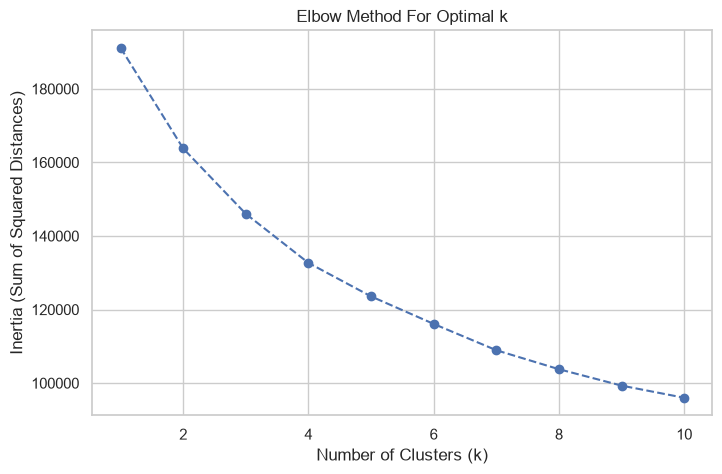 Elbow Method For Optimal k
Inertia (Sum of Squared Distances)
180000
160000
140000
120000
100000
2 4 6 8 10
Number of Clusters (k)